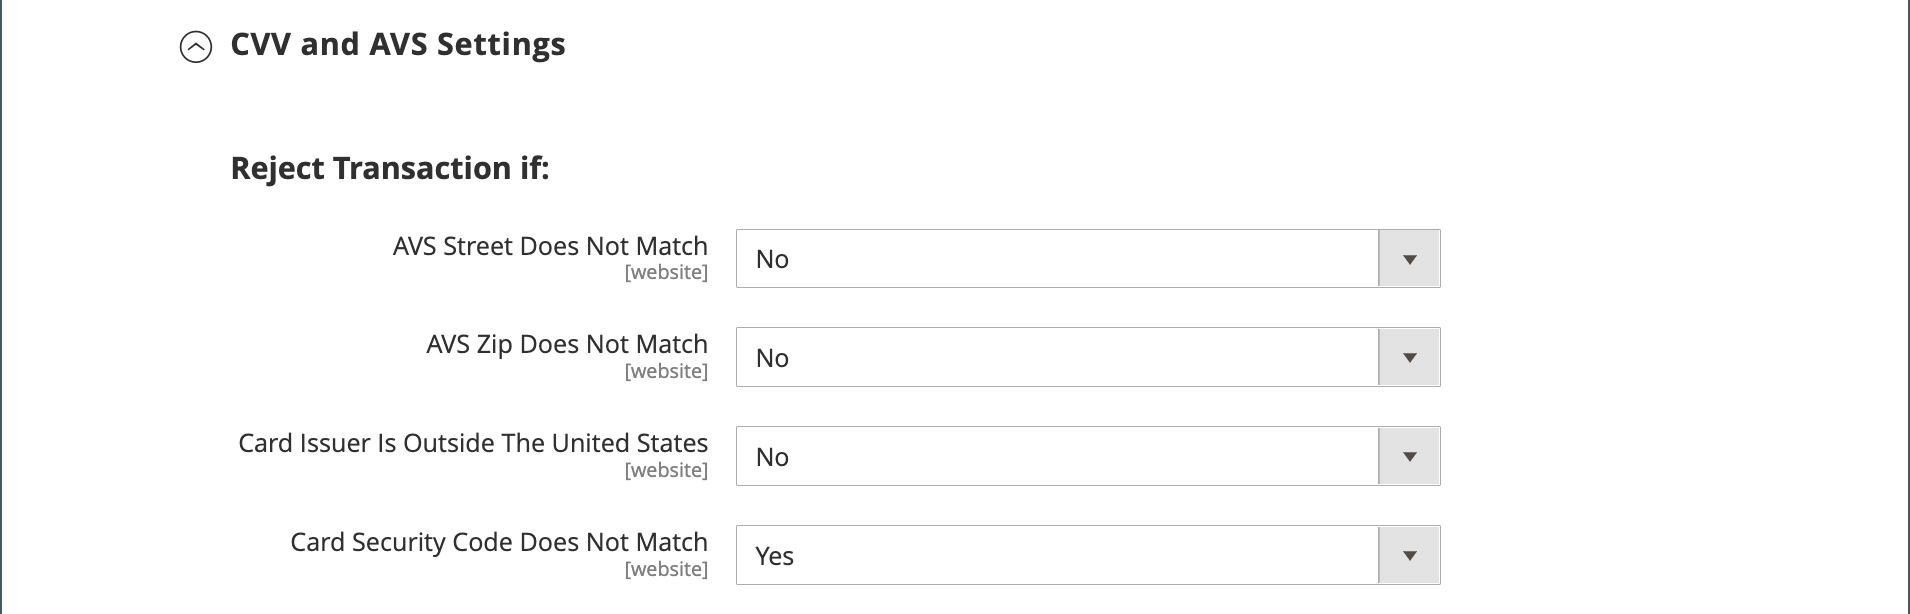 CVV and AVS Settings
Reject Transaction if:
AVS Street Does Not Match
[website]
No
AVS Zip Does Not Match
[website]
No
Card Issuer Is Outside The United States
[website]
No
Card Security Code Does Not Match
[website]
Yes